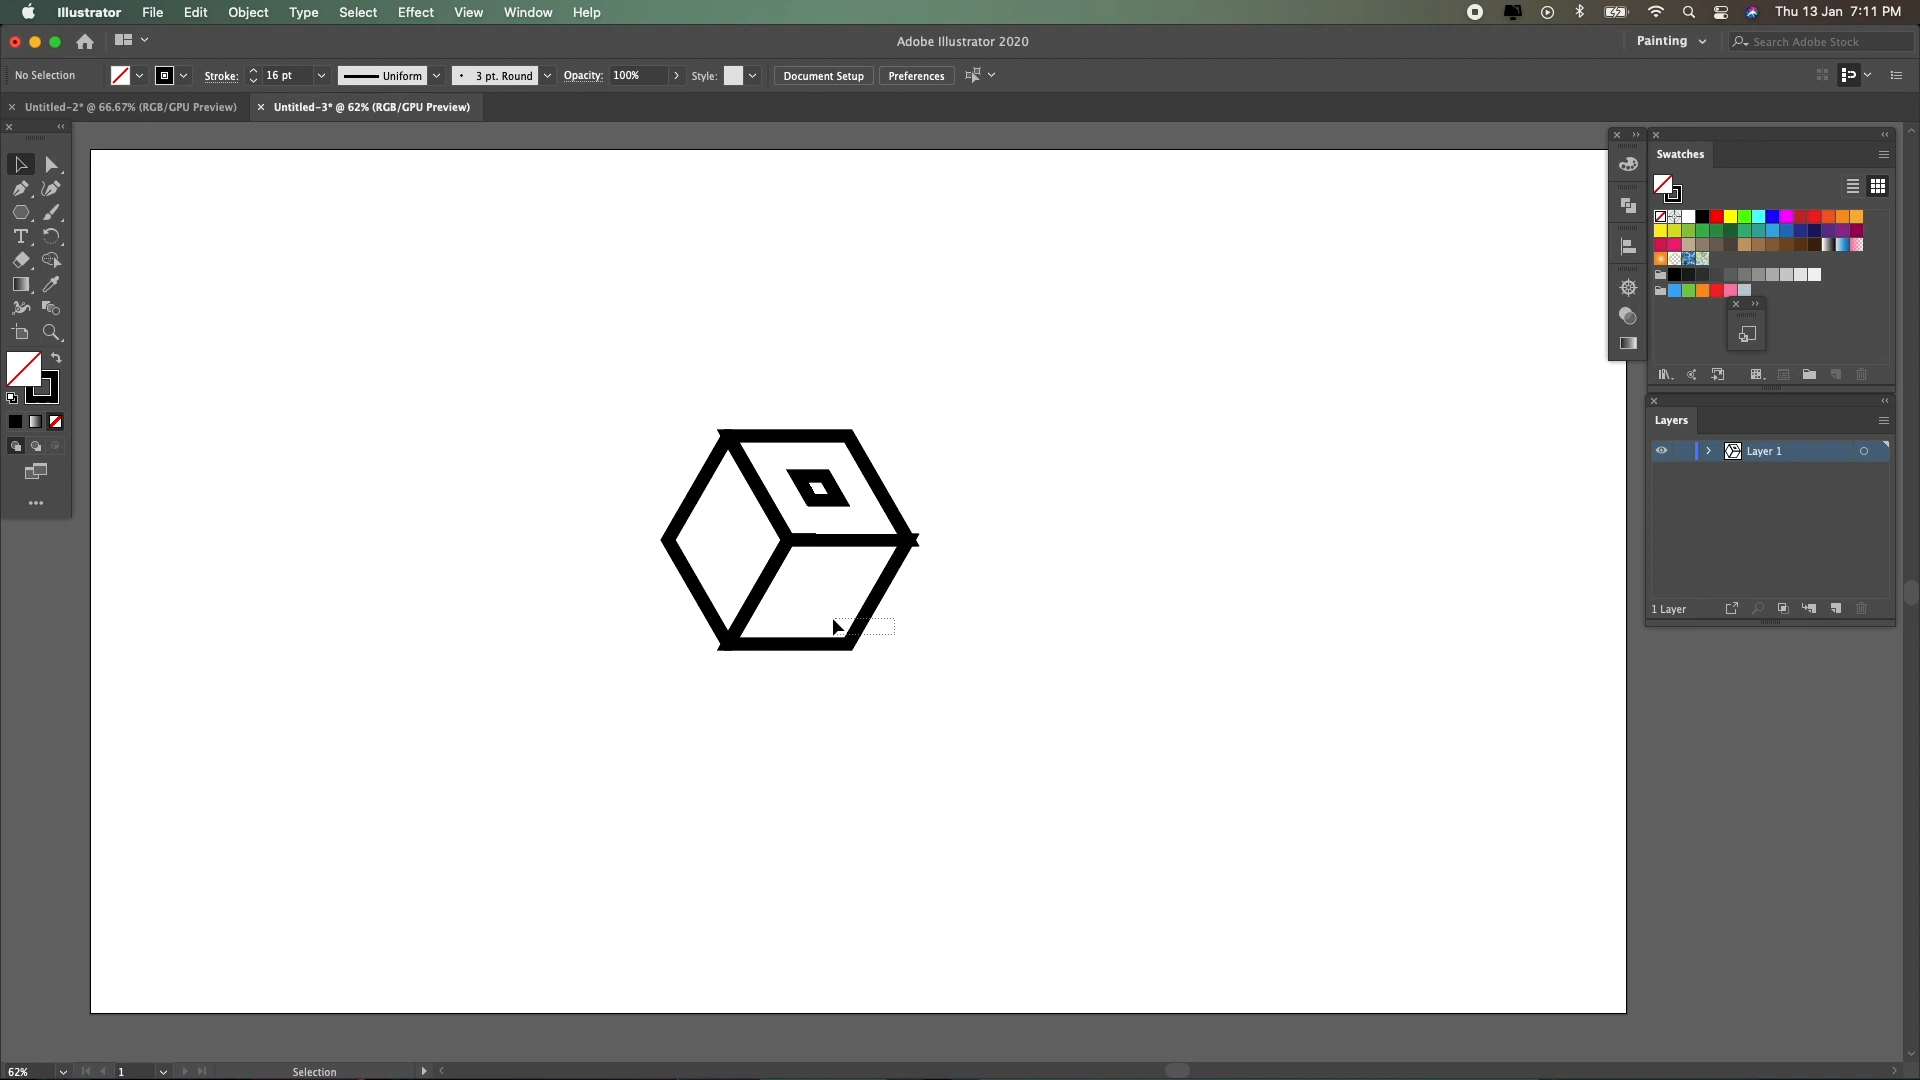 Illustrator File Edit Object Type Select Effect View Window Help Thu 13 Jan 7:11 PM
Adobe Illustrator 2020 Painting Search Adobe Stock
No Selection Stroke: 16 pt Uniform 3 pt. Round Opacity: 100% Style: Document Setup Preferences
Untitled-2* @ 66.67% (RGB/GPU Preview) Untitled-3* @ 62% (RGB/GPU Preview)
Swatches
Layers
Layer 1
1 Layer
62% 1 Selection